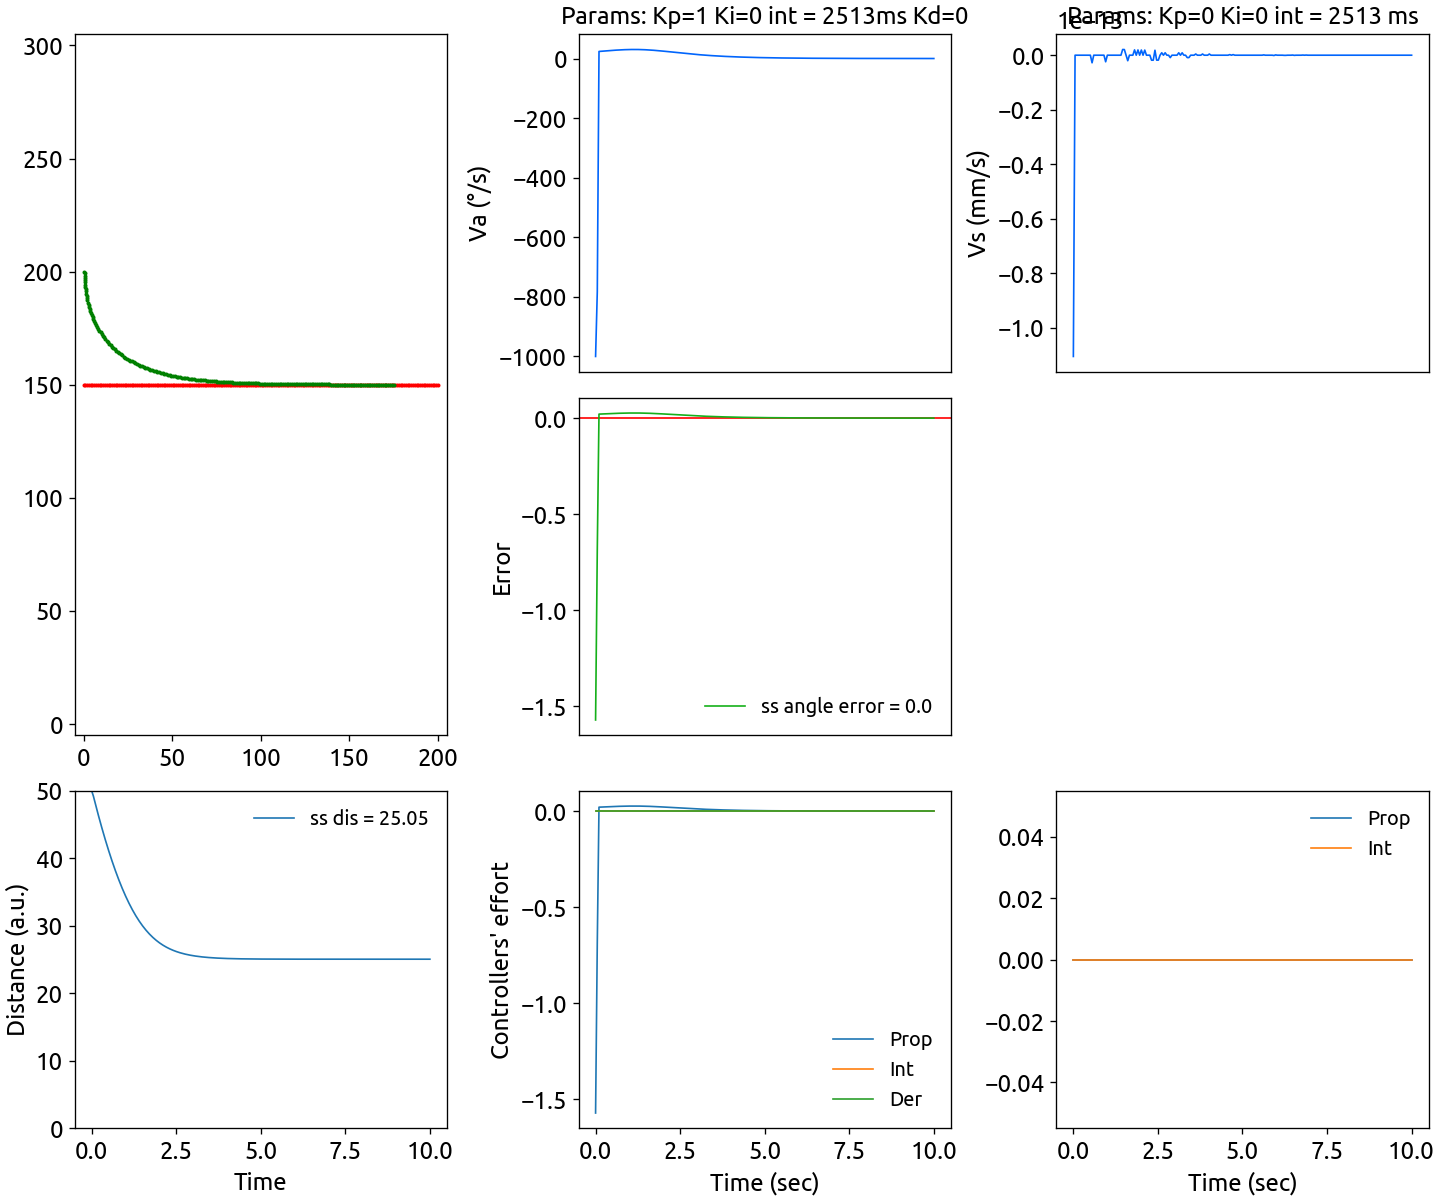 Params: Kp=1 Ki=0 int = 2513ms Kd=0
Params: Kp=0 Ki=0 int = 2513 ms
1e−13
300
250
200
150
100
50
0
0 50 100 150 200
Va (°/s)
0
−200
−400
−600
−800
−1000
Vs (mm/s)
0.0
−0.2
−0.4
−0.6
−0.8
−1.0
Error
0.0
−0.5
−1.0
−1.5
ss angle error = 0.0
Distance (a.u.)
50
40
30
20
10
0
ss dis = 25.05
0.0 2.5 5.0 7.5 10.0
Time
Controllers' effort
0.0
−0.5
−1.0
−1.5
Prop
Int
Der
0.0 2.5 5.0 7.5 10.0
Time (sec)
0.04
0.02
0.00
−0.02
−0.04
Prop
Int
0.0 2.5 5.0 7.5 10.0
Time (sec)